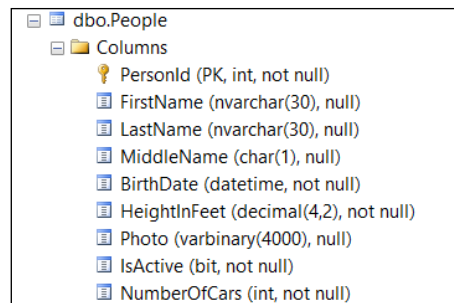 dbo.People
Columns
PersonId (PK, int, not null)
FirstName (nvarchar(30), null)
LastName (nvarchar(30), null)
MiddleName (char(1), null)
BirthDate (datetime, not null)
HeightInFeet (decimal(4,2), not null)
Photo (varbinary(4000), null)
IsActive (bit, not null)
NumberOfCars (int, not null)